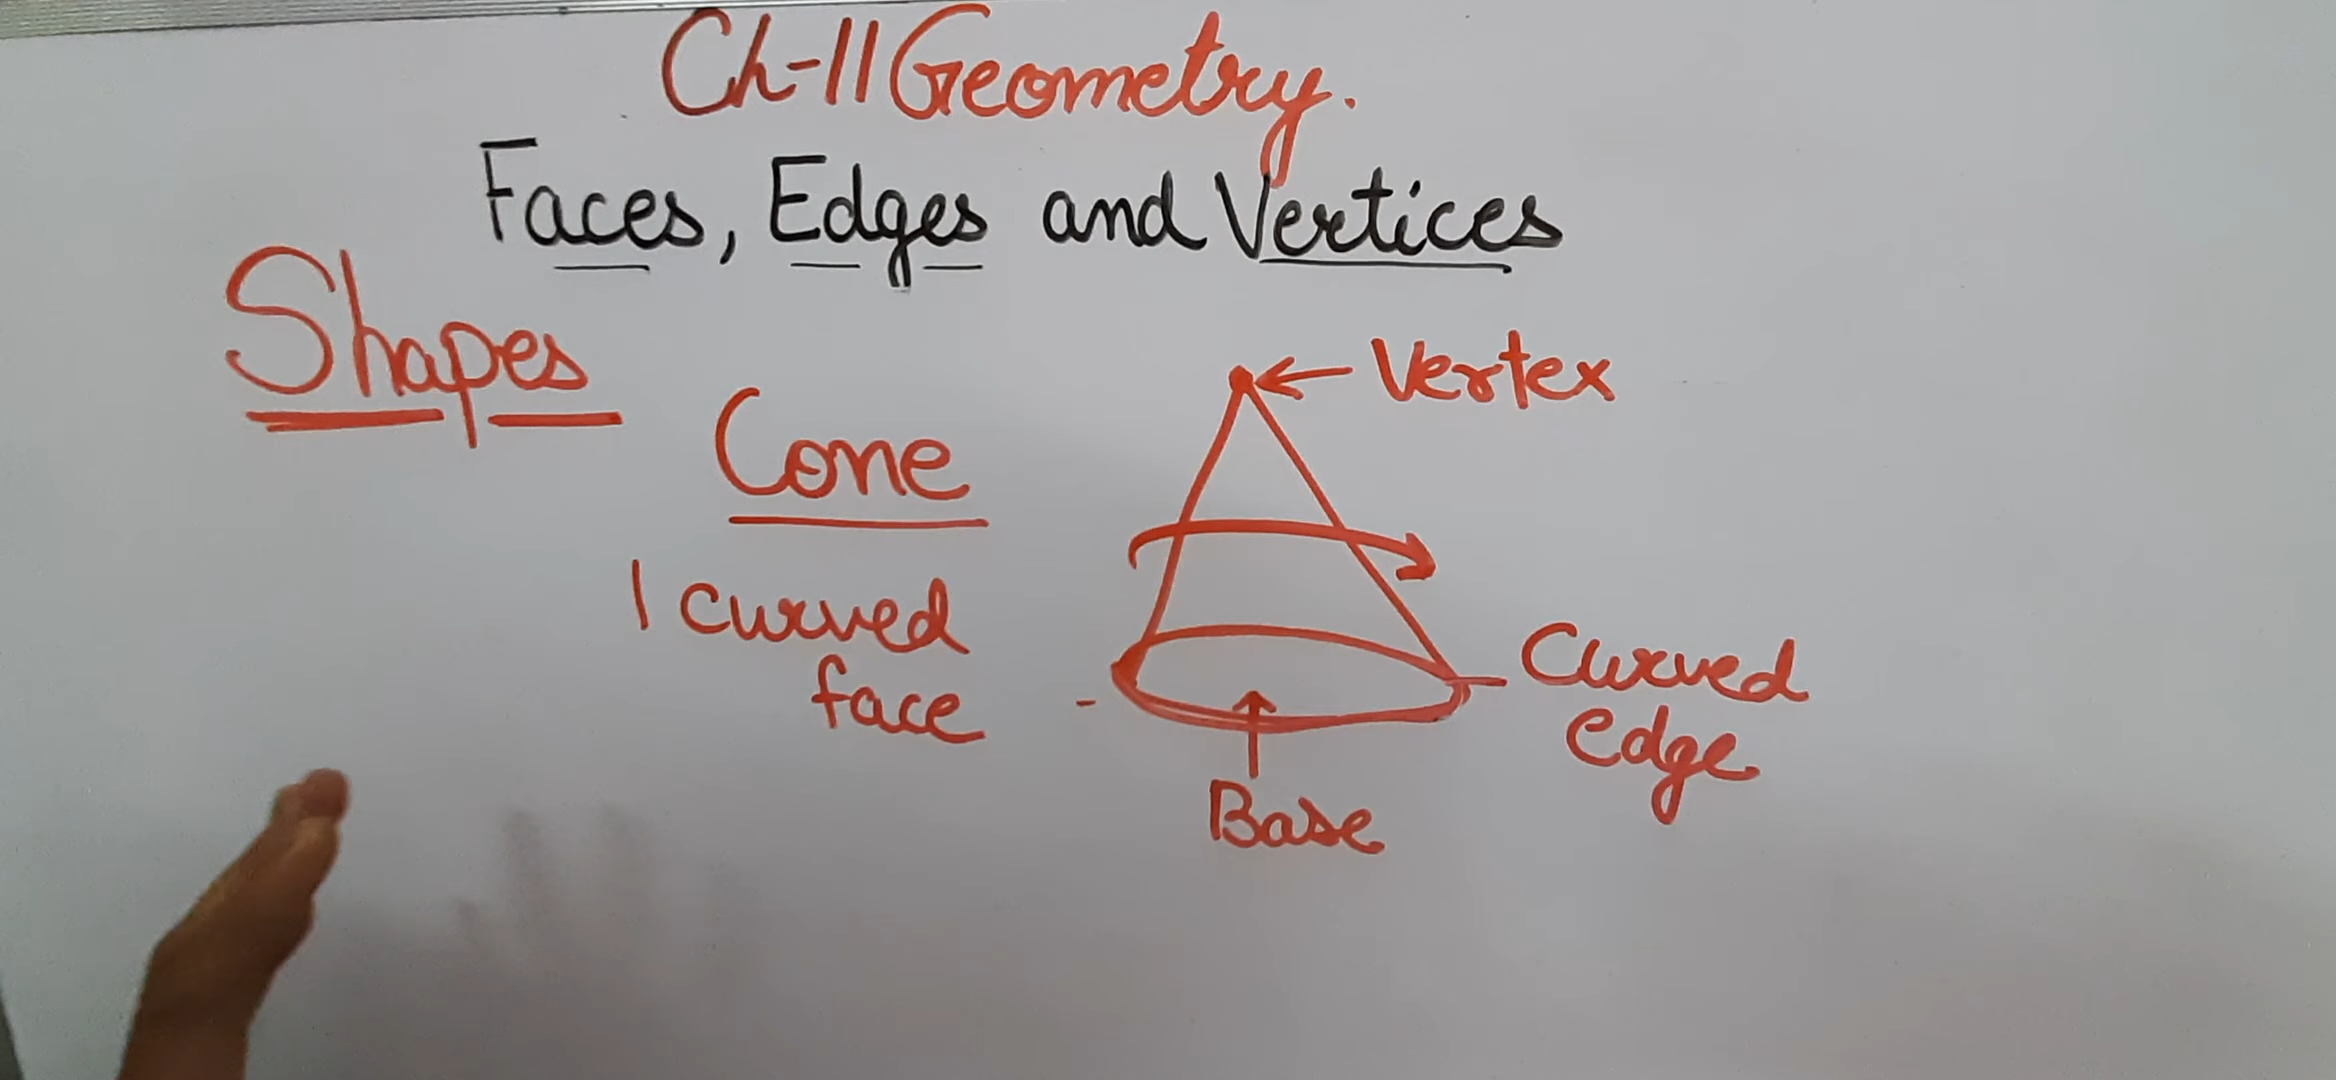 Ch-11 Geometry.
Faces, Edges and Vertices
Shapes
Vertex
Cone
1 curved
face
Curved
edge
Base